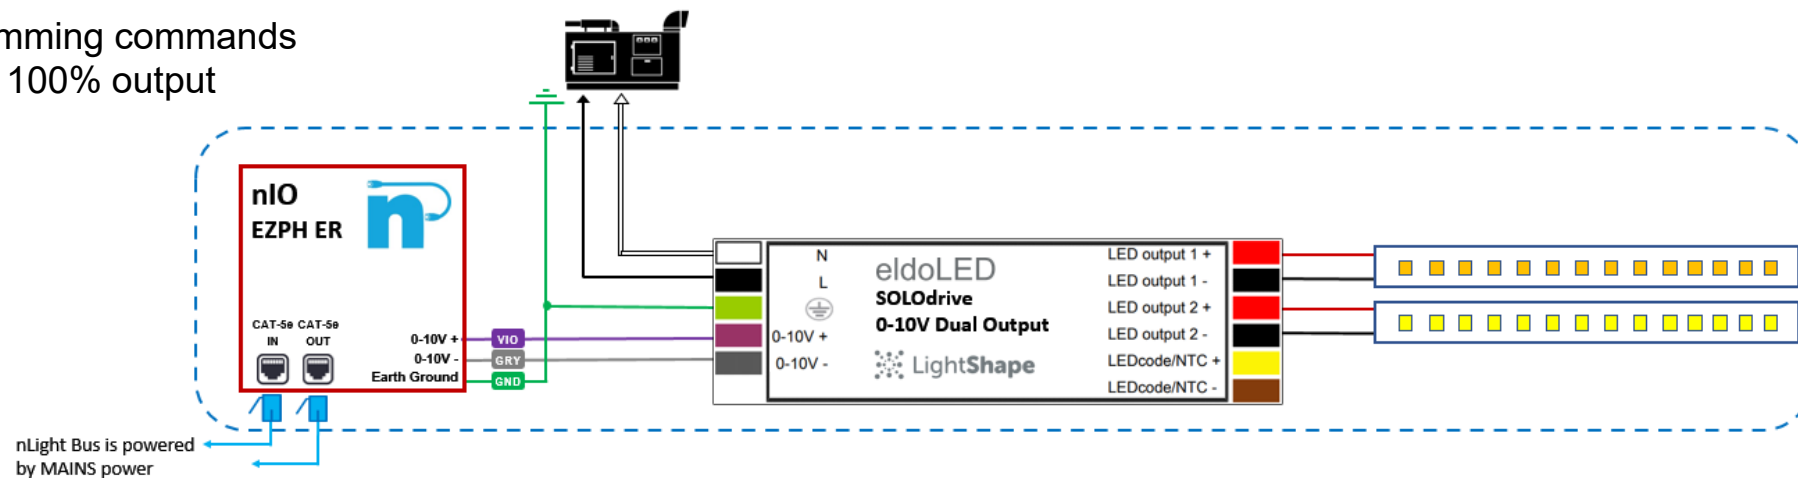 mming commands
100% output
nIO
EZPH ER
n
CAT-5e CAT-5e
IN OUT
0-10V +
0-10V -
Earth Ground
VIO
GRY
GND
N
L
0-10V +
0-10V -
eldoLED
SOLOdrive
0-10V Dual Output
LightShape
LED output 1 +
LED output 1 -
LED output 2 +
LED output 2 -
LEDcode/NTC +
LEDcode/NTC -
nLight Bus is powered
by MAINS power